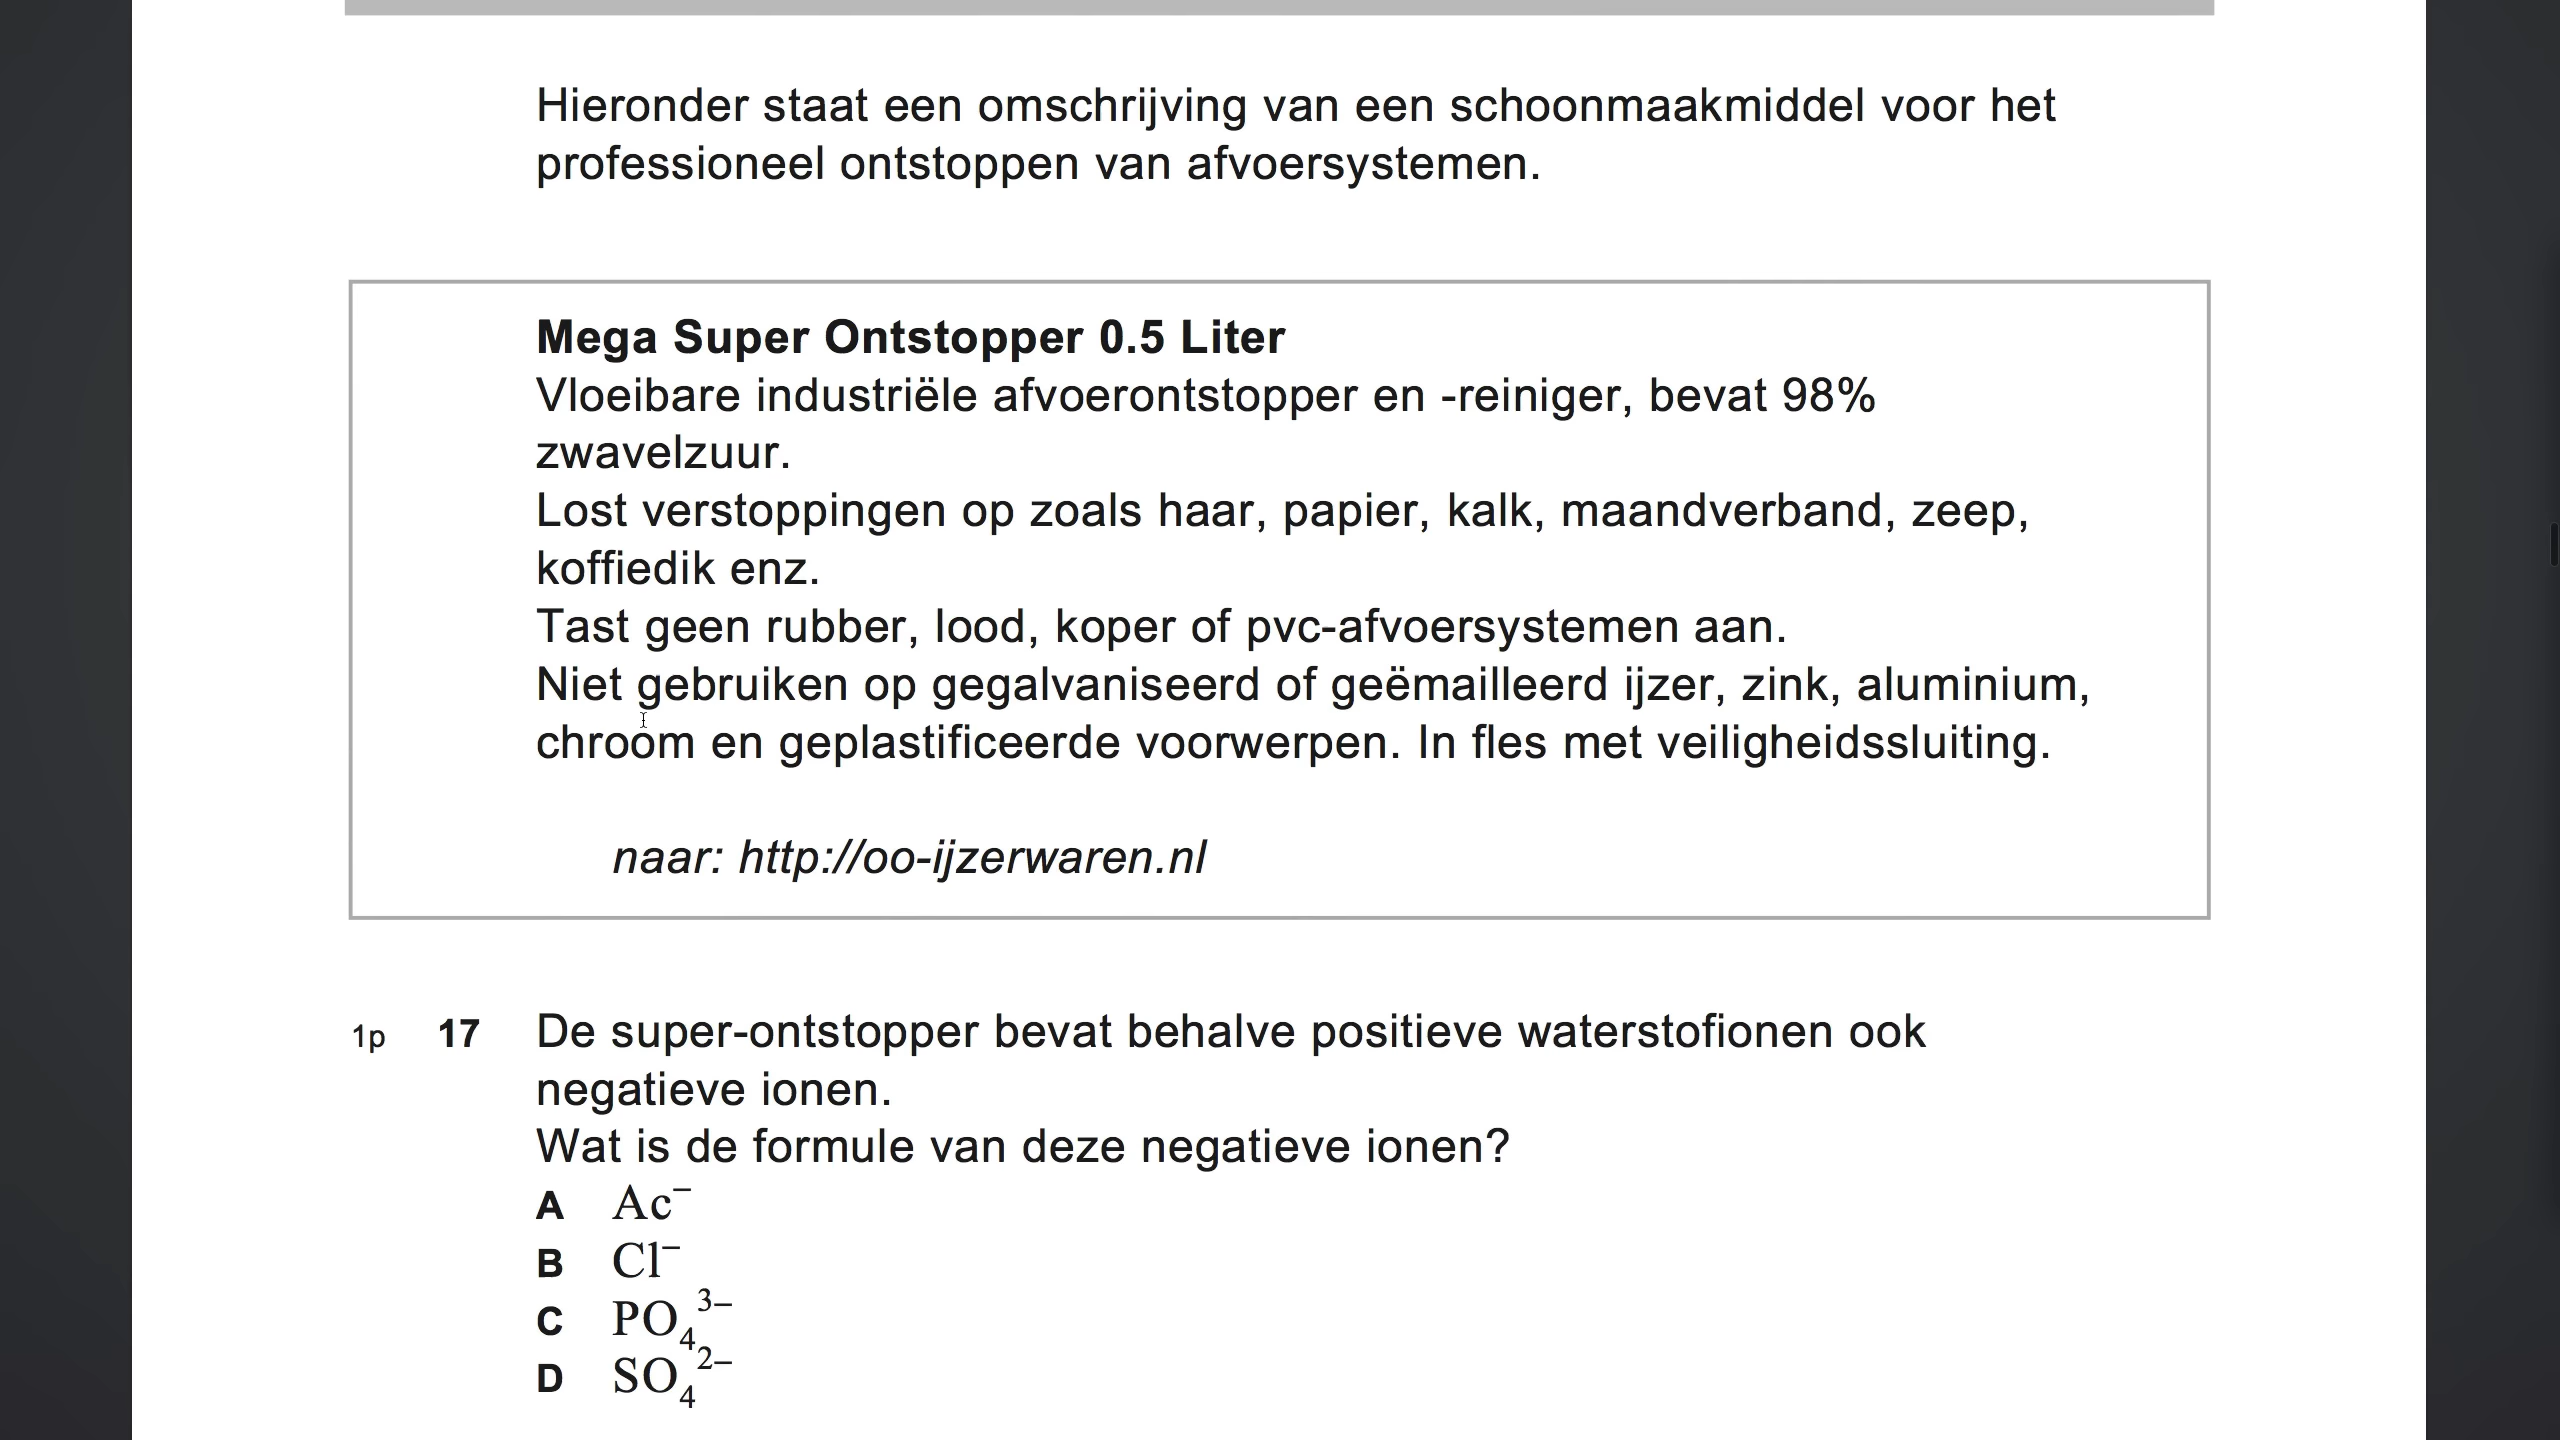 Hieronder staat een omschrijving van een schoonmaakmiddel voor het
professioneel ontstoppen van afvoersystemen.
Mega Super Ontstopper 0.5 Liter
Vloeibare industriële afvoerontstopper en -reiniger, bevat 98%
zwavelzuur.
Lost verstoppingen op zoals haar, papier, kalk, maandverband, zeep,
koffiedik enz.
Tast geen rubber, lood, koper of pvc-afvoersystemen aan.
Niet gebruiken op gegalvaniseerd of geëmailleerd ijzer, zink, aluminium,
chroom en geplastificeerde voorwerpen. In fles met veiligheidssluiting.
naar: http://oo-ijzerwaren.nl
1p 17 De super-ontstopper bevat behalve positieve waterstofionen ook
negatieve ionen.
Wat is de formule van deze negatieve ionen?
A Ac⁻
B Cl⁻
C PO₄³⁻
D SO₄²⁻